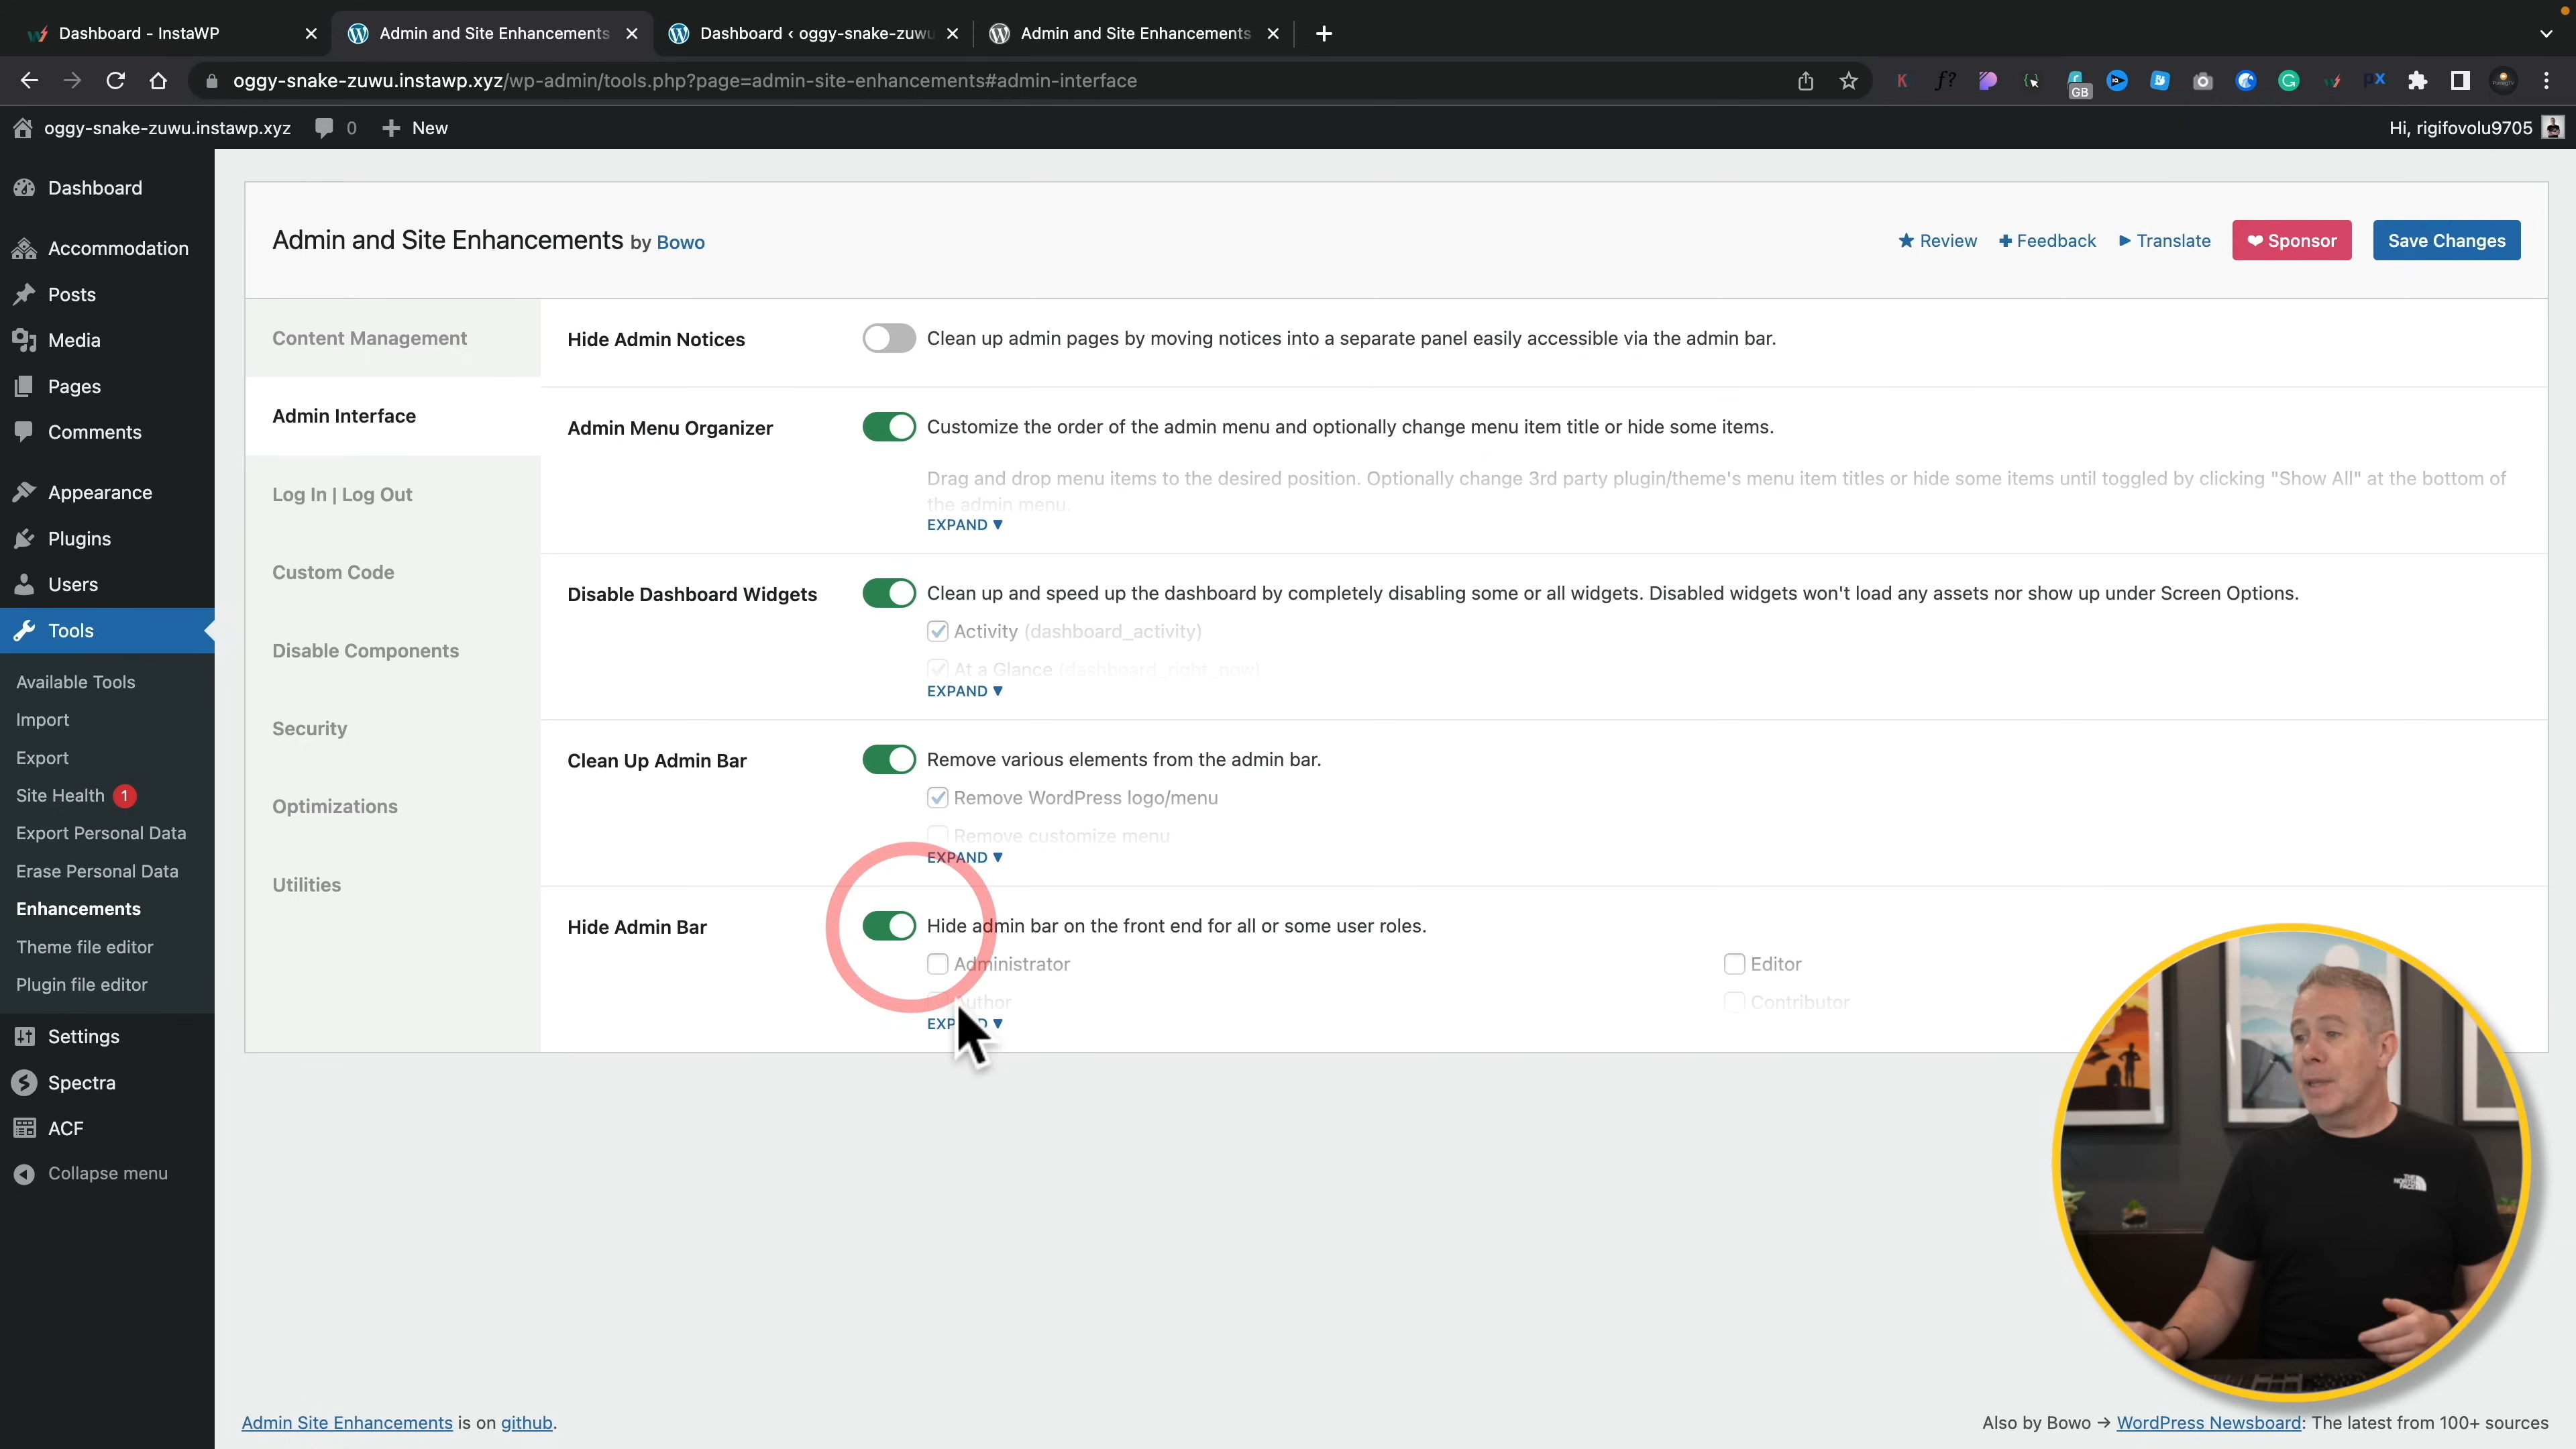 Dashboard - InstaWP
Admin and Site Enhancements
Dashboard ‹ oggy-snake-zuwu
Admin and Site Enhancements
oggy-snake-zuwu.instawp.xyz/wp-admin/tools.php?page=admin-site-enhancements#admin-interface
GB
oggy-snake-zuwu.instawp.xyz 0 New
Hi, rigifovolu9705
Dashboard
Accommodation
Posts
Media
Pages
Comments
Appearance
Plugins
Users
Tools
Available Tools
Import
Export
Site Health 1
Export Personal Data
Erase Personal Data
Enhancements
Theme file editor
Plugin file editor
Settings
Spectra
ACF
Collapse menu
Admin and Site Enhancements by Bowo
Review Feedback Translate Sponsor Save Changes
Content Management
Admin Interface
Log In | Log Out
Custom Code
Disable Components
Security
Optimizations
Utilities
Hide Admin Notices
Clean up admin pages by moving notices into a separate panel easily accessible via the admin bar.
Admin Menu Organizer
Customize the order of the admin menu and optionally change menu item title or hide some items.
Drag and drop menu items to the desired position. Optionally change 3rd party plugin/theme's menu item titles or hide some items until toggled by clicking "Show All" at the bottom of
the admin menu.
EXPAND ▼
Disable Dashboard Widgets
Clean up and speed up the dashboard by completely disabling some or all widgets. Disabled widgets won't load any assets nor show up under Screen Options.
Activity (dashboard_activity)
At a Glance (dashboard_right_now)
EXPAND ▼
Clean Up Admin Bar
Remove various elements from the admin bar.
Remove WordPress logo/menu
Remove customize menu
EXPAND ▼
Hide Admin Bar
Hide admin bar on the front end for all or some user roles.
Administrator
Editor
Author
Contributor
EXPAND ▼
THE NORTH FACE
Admin Site Enhancements is on github.
Also by Bowo → WordPress Newsboard: The latest from 100+ sources